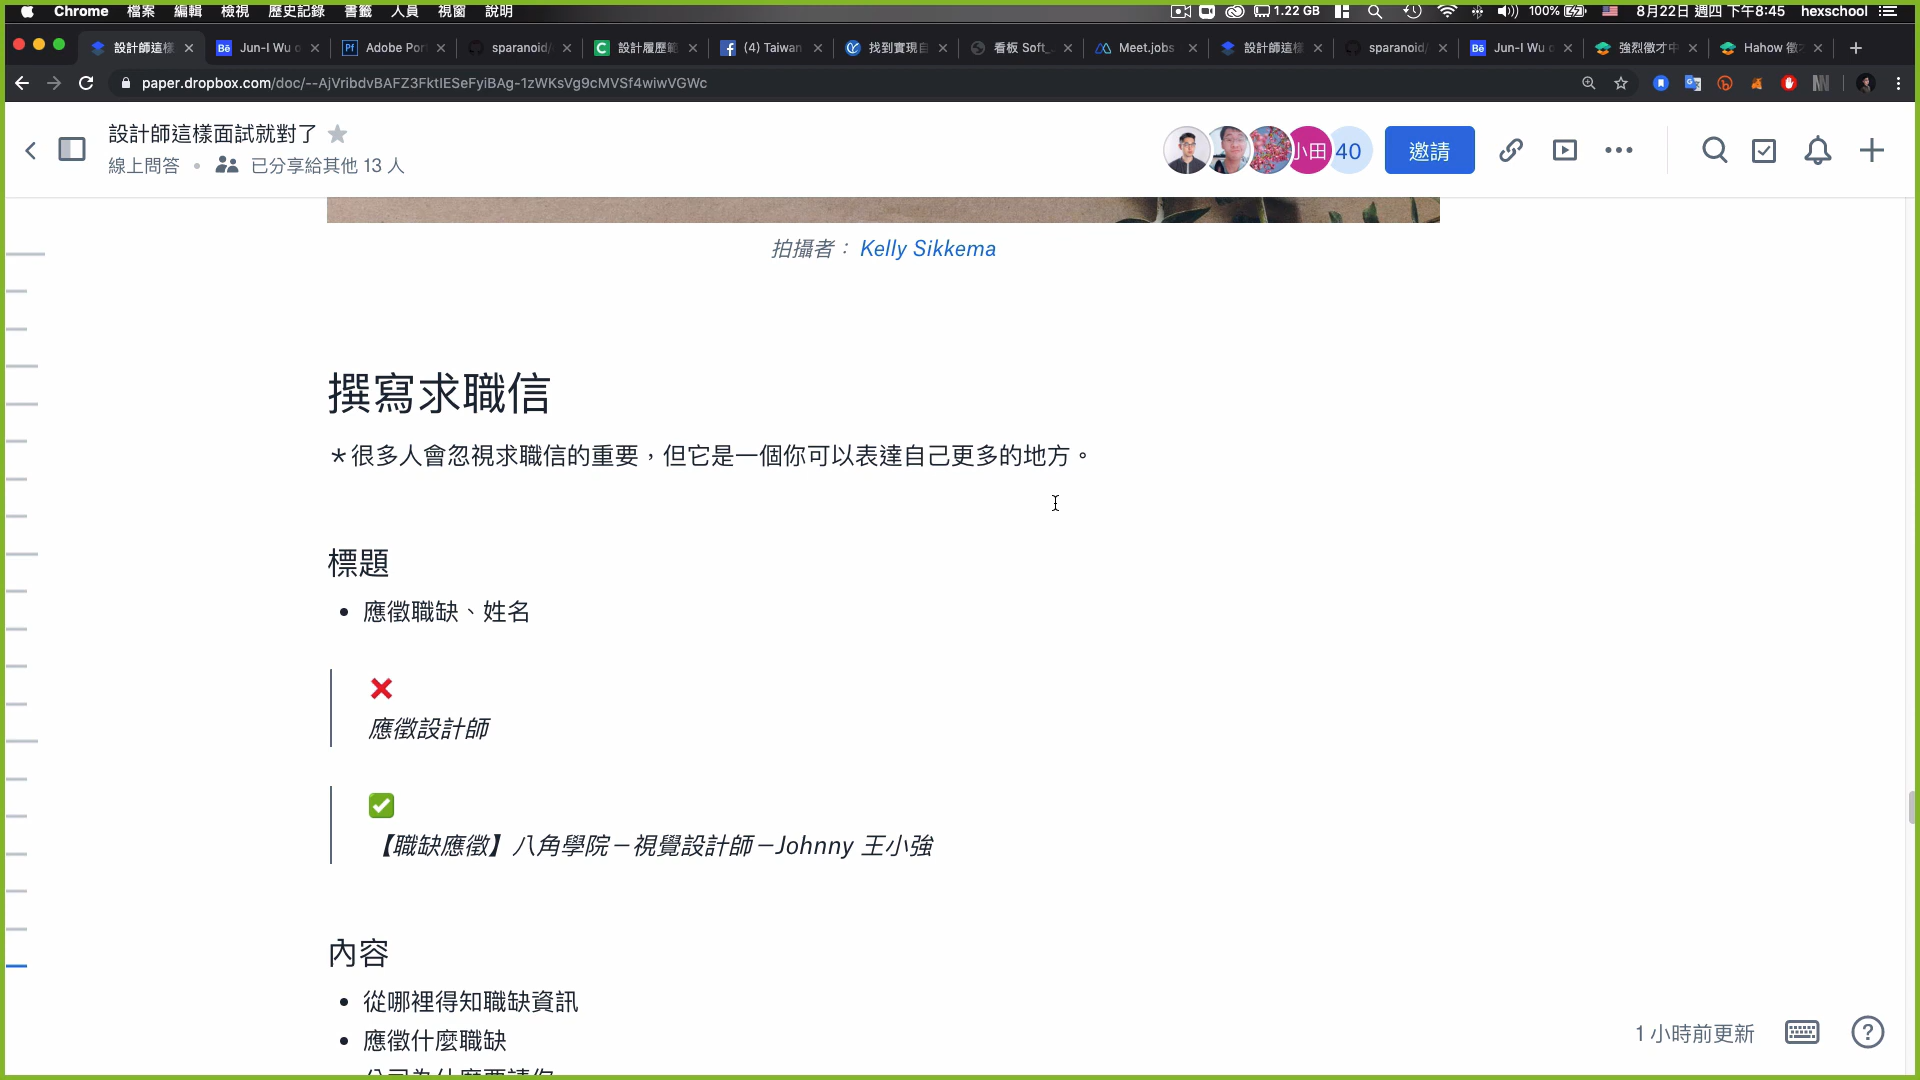 Chrome 檔案 編輯 檢視 歷史記錄 書籤 人員 視窗 說明 1.22 GB 100% 8月22日 週四 下午8:45 hexschool
設計師這樣 Jun-I Wu Adobe Por sparanoid/ 設計履歷範 (4) Taiwan 找到實現自 看板 Soft_ Meet.jobs 設計師這樣 sparanoid/ Jun-I Wu 強烈徵才中 Hahow 徵
paper.dropbox.com/doc/--AjVribdvBAFZ3FktIESeFyiBAg-1zWKsVg9cMVSf4wiwVGWc
設計師這樣面試就對了
線上問答 • 已分享給其他 13 人
小田 40 邀請
拍攝者： Kelly Sikkema
撰寫求職信
＊很多人會忽視求職信的重要，但它是一個你可以表達自己更多的地方。
標題
• 應徵職缺、姓名
❌
應徵設計師
✅
【職缺應徵】八角學院－視覺設計師－Johnny 王小強
內容
• 從哪裡得知職缺資訊
• 應徵什麼職缺
公司為什麼要請你
1 小時前更新